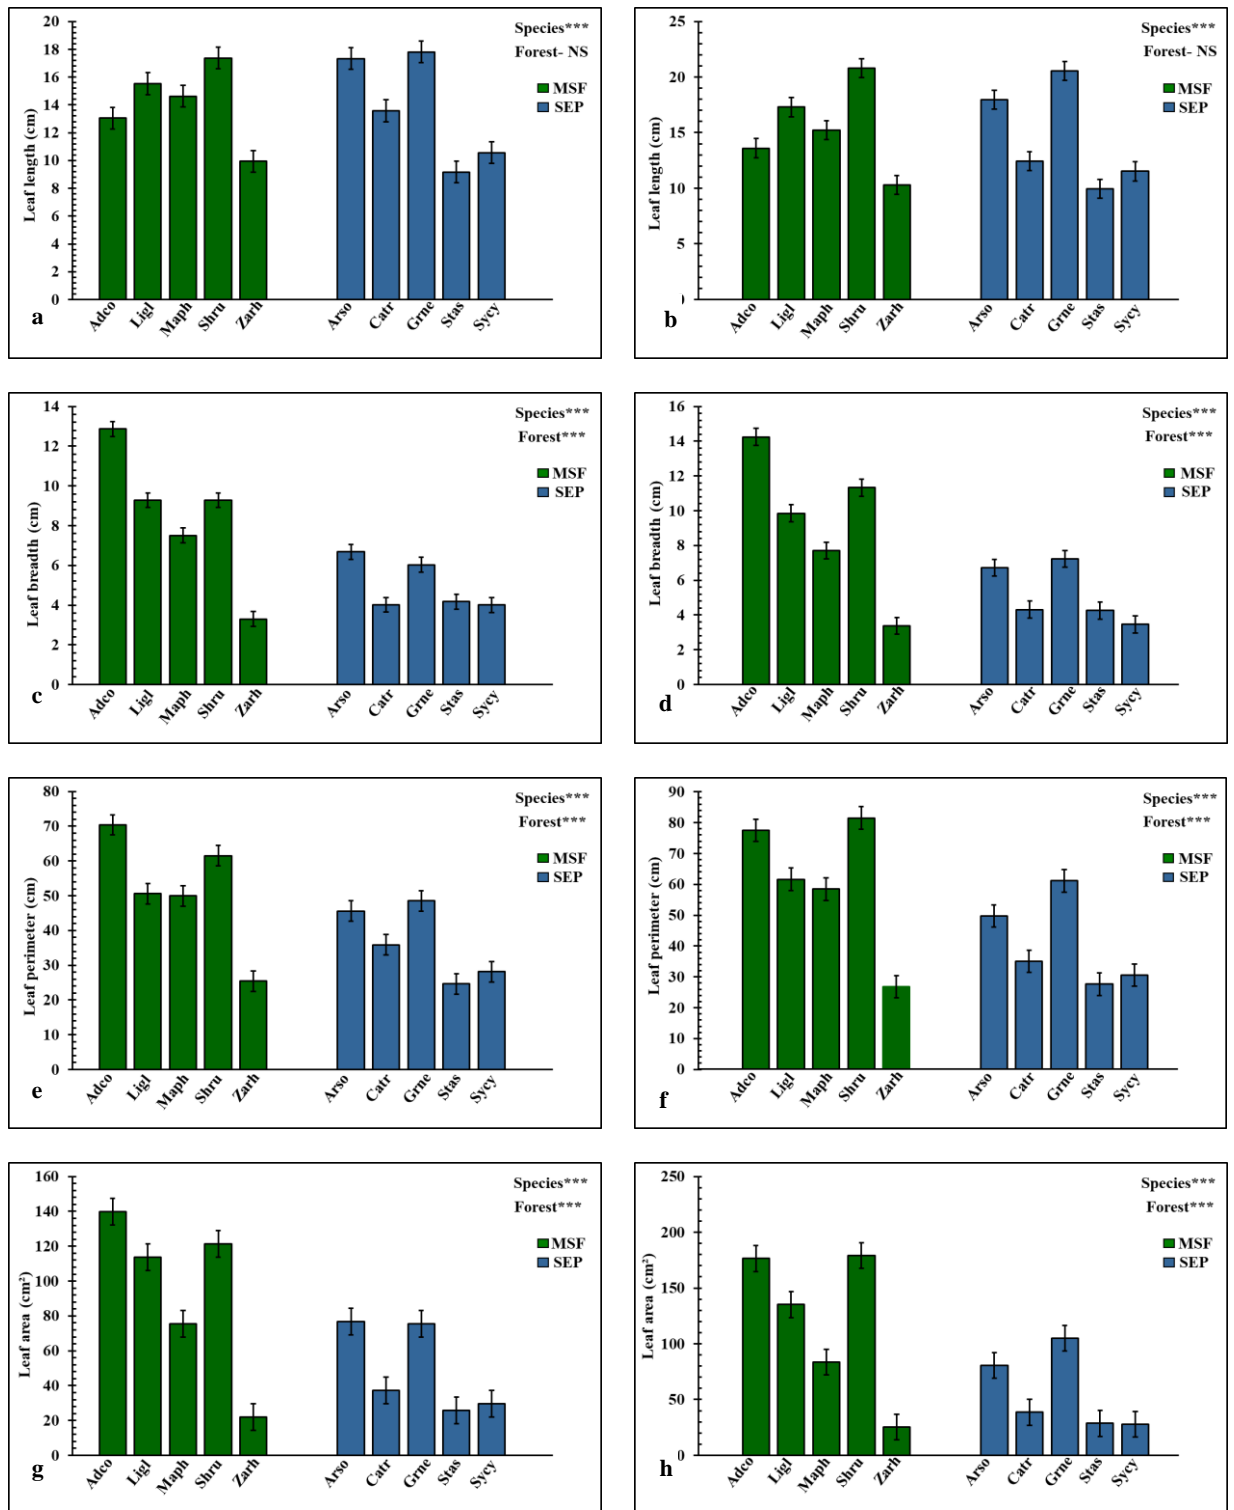 20
18
16
14
12
10
8
6
4
2
0
Leaf length (cm)
Species***
Forest- NS
MSF
SEP
Adco Ligl Maph Shru Zarh Arso Catr Grne Stas Sycy
a
25
20
15
10
5
Leaf length (cm)
Species***
Forest- NS
MSF
SEP
Adco Ligl Maph Shru Zarh Arso Catr Grne Stas Sycy
b
14
12
10
8
6
4
2
0
Leaf breadth (cm)
Species***
Forest***
MSF
SEP
Adco Ligl Maph Shru Zarh Arso Catr Grne Stas Sycy
c
16
14
12
10
8
6
4
2
0
Leaf breadth (cm)
Species***
Forest***
MSF
SEP
Adco Ligl Maph Shru Zarh Arso Catr Grne Stas Sycy
d
80
70
60
50
40
30
20
10
0
Leaf perimeter (cm)
Species***
Forest***
MSF
SEP
Adco Ligl Maph Shru Zarh Arso Catr Grne Stas Sycy
e
90
80
70
60
50
40
30
20
10
0
Leaf perimeter (cm)
Species***
Forest***
MSF
SEP
Adco Ligl Maph Shru Zarh Arso Catr Grne Stas Sycy
f
160
140
120
100
80
60
40
20
0
Leaf area (cm²)
Species***
Forest***
MSF
SEP
Adco Ligl Maph Shru Zarh Arso Catr Grne Stas Sycy
g
250
200
150
100
50
0
Leaf area (cm²)
Species***
Forest***
MSF
SEP
Adco Ligl Maph Shru Zarh Arso Catr Grne Stas Sycy
h